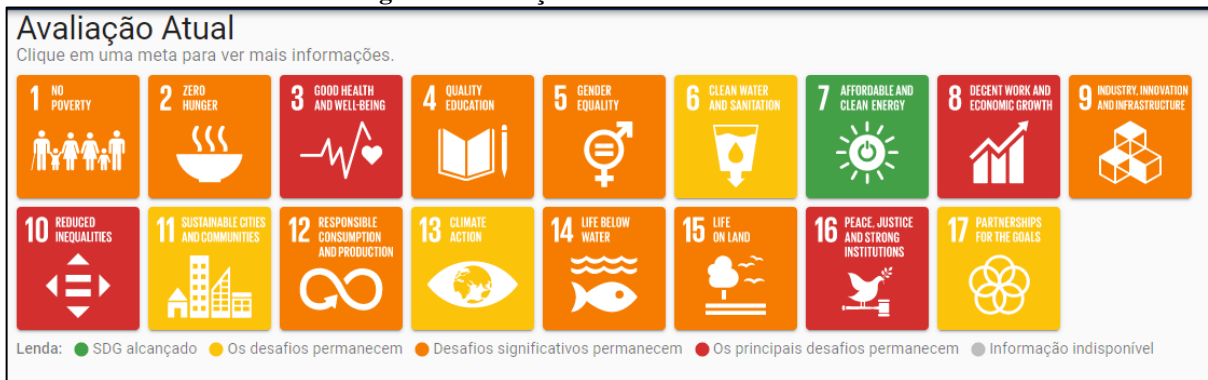 Avaliação Atual
Clique em uma meta para ver mais informações.
1 NO
POVERTY
2 ZERO
HUNGER
3 GOOD HEALTH
AND WELL-BEING
4 QUALITY
EDUCATION
5 GENDER
EQUALITY
6 CLEAN WATER
AND SANITATION
7 AFFORDABLE AND
CLEAN ENERGY
8 DECENT WORK AND
ECONOMIC GROWTH
9 INDUSTRY, INNOVATION
AND INFRASTRUCTURE
10 REDUCED
INEQUALITIES
11 SUSTAINABLE CITIES
AND COMMUNITIES
12 RESPONSIBLE
CONSUMPTION
AND PRODUCTION
13 CLIMATE
ACTION
14 LIFE BELOW
WATER
15 LIFE
ON LAND
16 PEACE, JUSTICE
AND STRONG
INSTITUTIONS
17 PARTNERSHIPS
FOR THE GOALS
Lenda: SDG alcançado Os desafios permanecem Desafios significativos permanecem Os principais desafios permanecem Informação indisponível